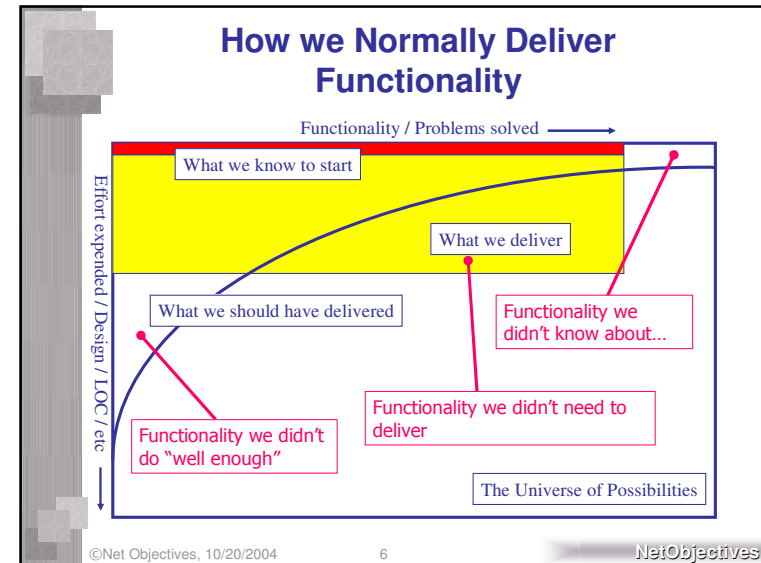 How we Normally Deliver
Functionality
Functionality / Problems solved
What we know to start
Effort expended / Design / LOC / etc
What we deliver
What we should have delivered
Functionality we
didn't know about…
Functionality we didn't need to
deliver
Functionality we didn't
do “well enough”
The Universe of Possibilities
©Net Objectives, 10/20/2004
6
NetObjectives